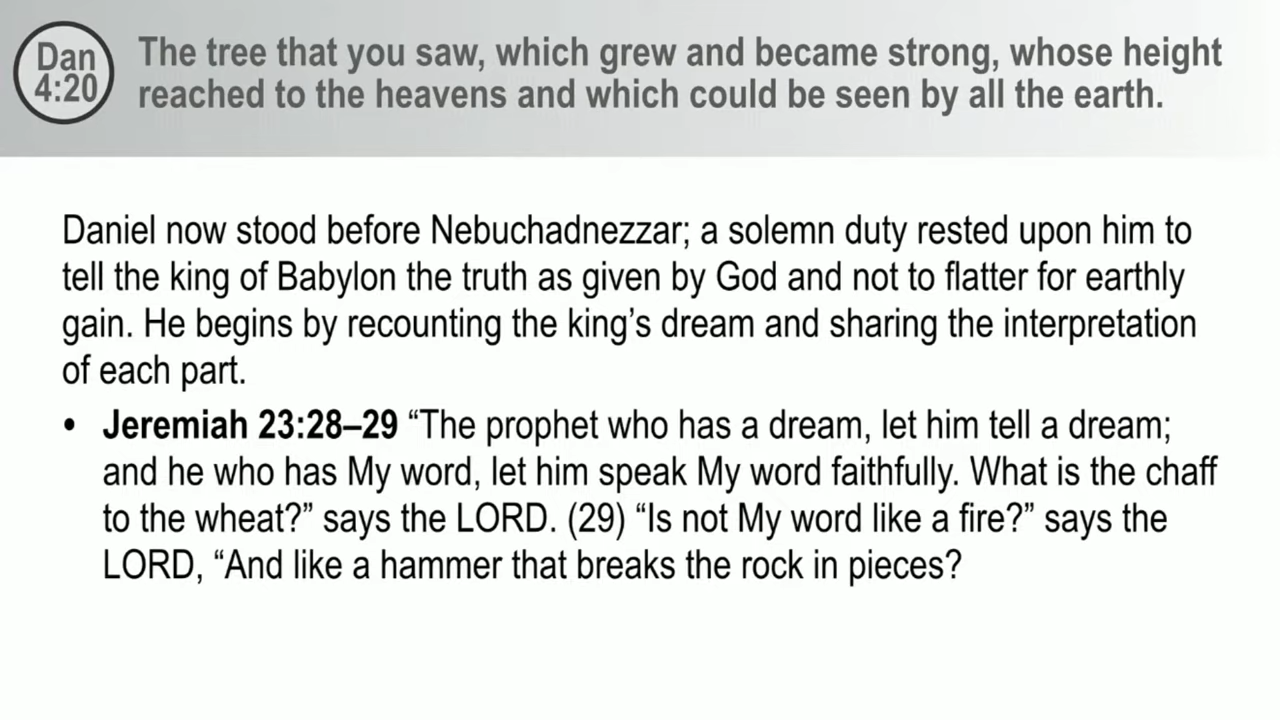 Dan
4:20
The tree that you saw, which grew and became strong, whose height
reached to the heavens and which could be seen by all the earth.
Daniel now stood before Nebuchadnezzar; a solemn duty rested upon him to
tell the king of Babylon the truth as given by God and not to flatter for earthly
gain. He begins by recounting the king’s dream and sharing the interpretation
of each part.
• Jeremiah 23:28–29 “The prophet who has a dream, let him tell a dream;
and he who has My word, let him speak My word faithfully. What is the chaff
to the wheat?” says the LORD. (29) “Is not My word like a fire?” says the
LORD, “And like a hammer that breaks the rock in pieces?